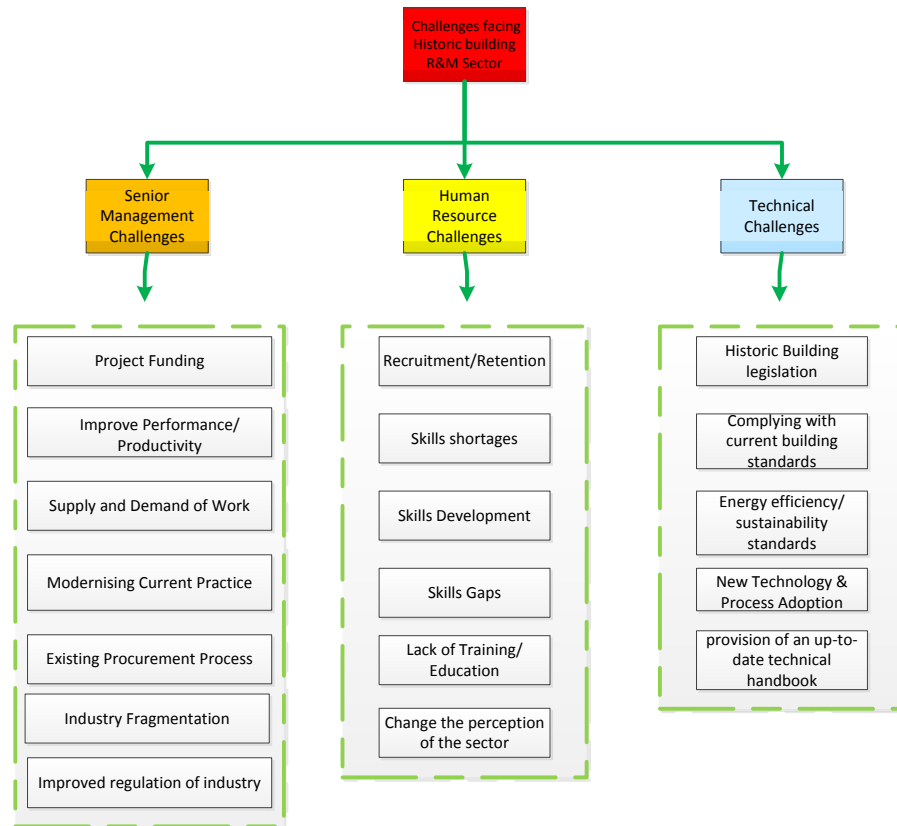 Challenges facing
Historic building
R&M Sector
Senior
Management
Challenges
Human
Resource
Challenges
Technical
Challenges
Project Funding
Improve Performance/
Productivity
Supply and Demand of Work
Modernising Current Practice
Existing Procurement Process
Industry Fragmentation
Improved regulation of industry
Recruitment/Retention
Skills shortages
Skills Development
Skills Gaps
Lack of Training/
Education
Change the perception
of the sector
Historic Building
legislation
Complying with
current building
standards
Energy efficiency/
sustainability
standards
New Technology &
Process Adoption
provision of an up-to-
date technical
handbook